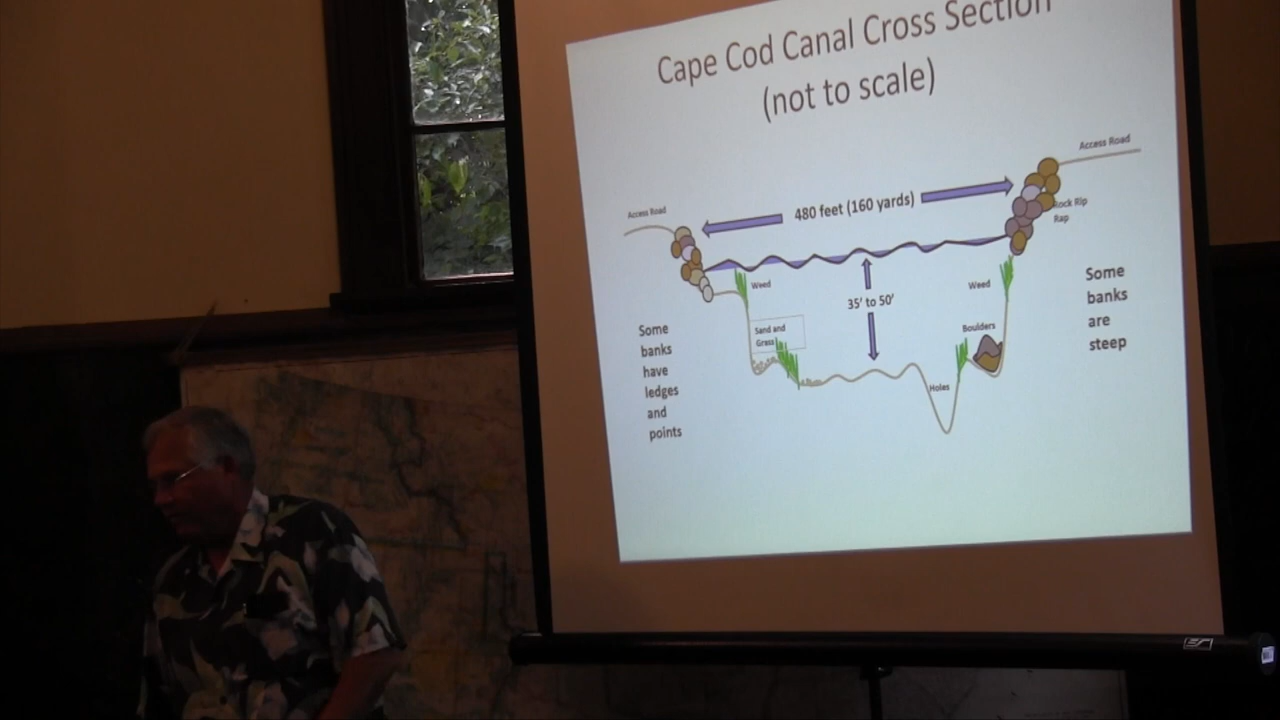 Cape Cod Canal Cross Section
(not to scale)
Access Road
Access Road
480 feet (160 yards)
Rock Rip
Rap
Weed
Weed
35' to 50'
Sand and
Grass
Boulders
Holes
Some
banks
have
ledges
and
points
Some
banks
are
steep
ES